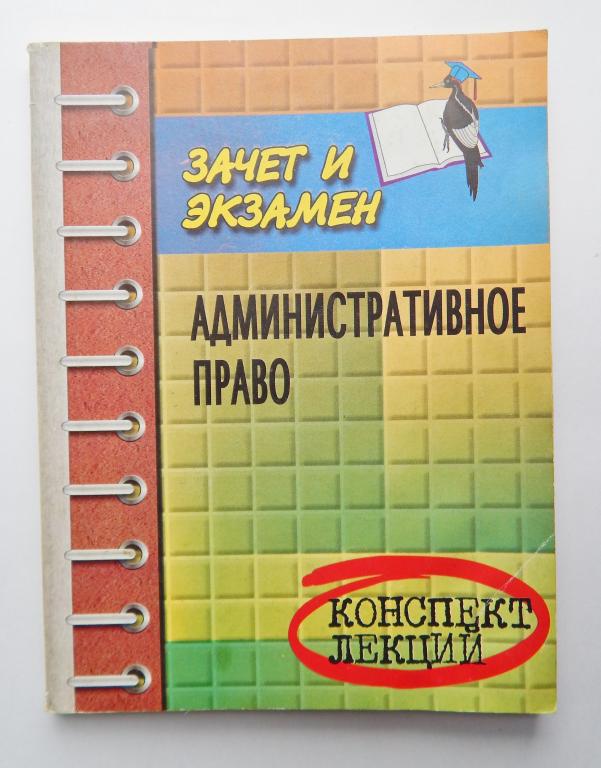 ЗАЧЕТ И
ЭКЗАМЕН
АДМИНИСТРАТИВНОЕ
ПРАВО
КОНСПЕКТ
ЛЕКЦИЙ